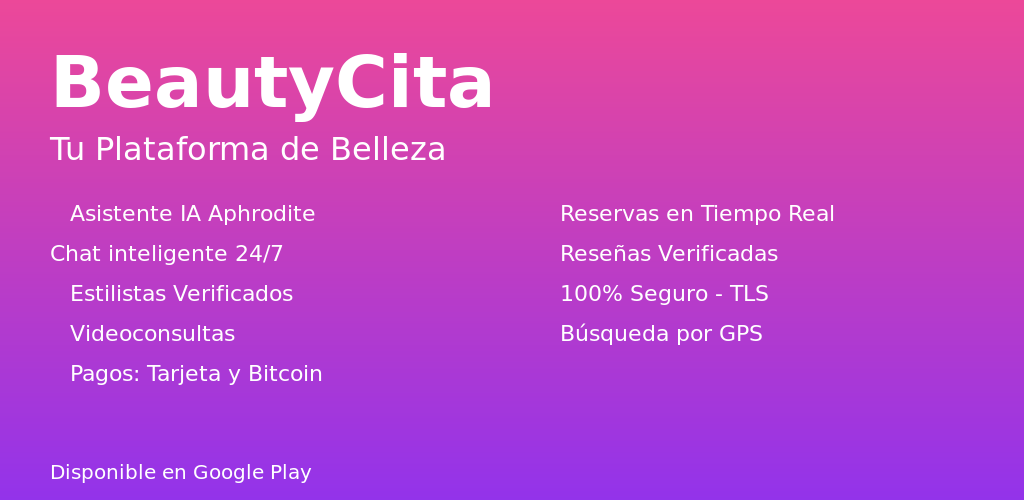 BeautyCita
Tu Plataforma de Belleza
Asistente IA Aphrodite
Chat inteligente 24/7
Estilistas Verificados
Videoconsultas
Pagos: Tarjeta y Bitcoin
Reservas en Tiempo Real
Reseñas Verificadas
100% Seguro - TLS
Búsqueda por GPS
Disponible en Google Play